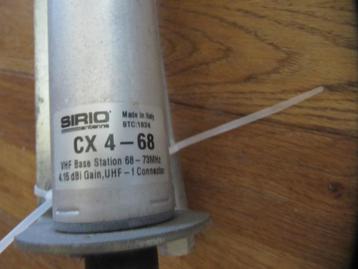 SIRIO
antenne
Made in Italy
STC:1834
CX 4-68
VHF Base Station 68-73MHz
4.15 dBi Gain, UHF-1 Connector